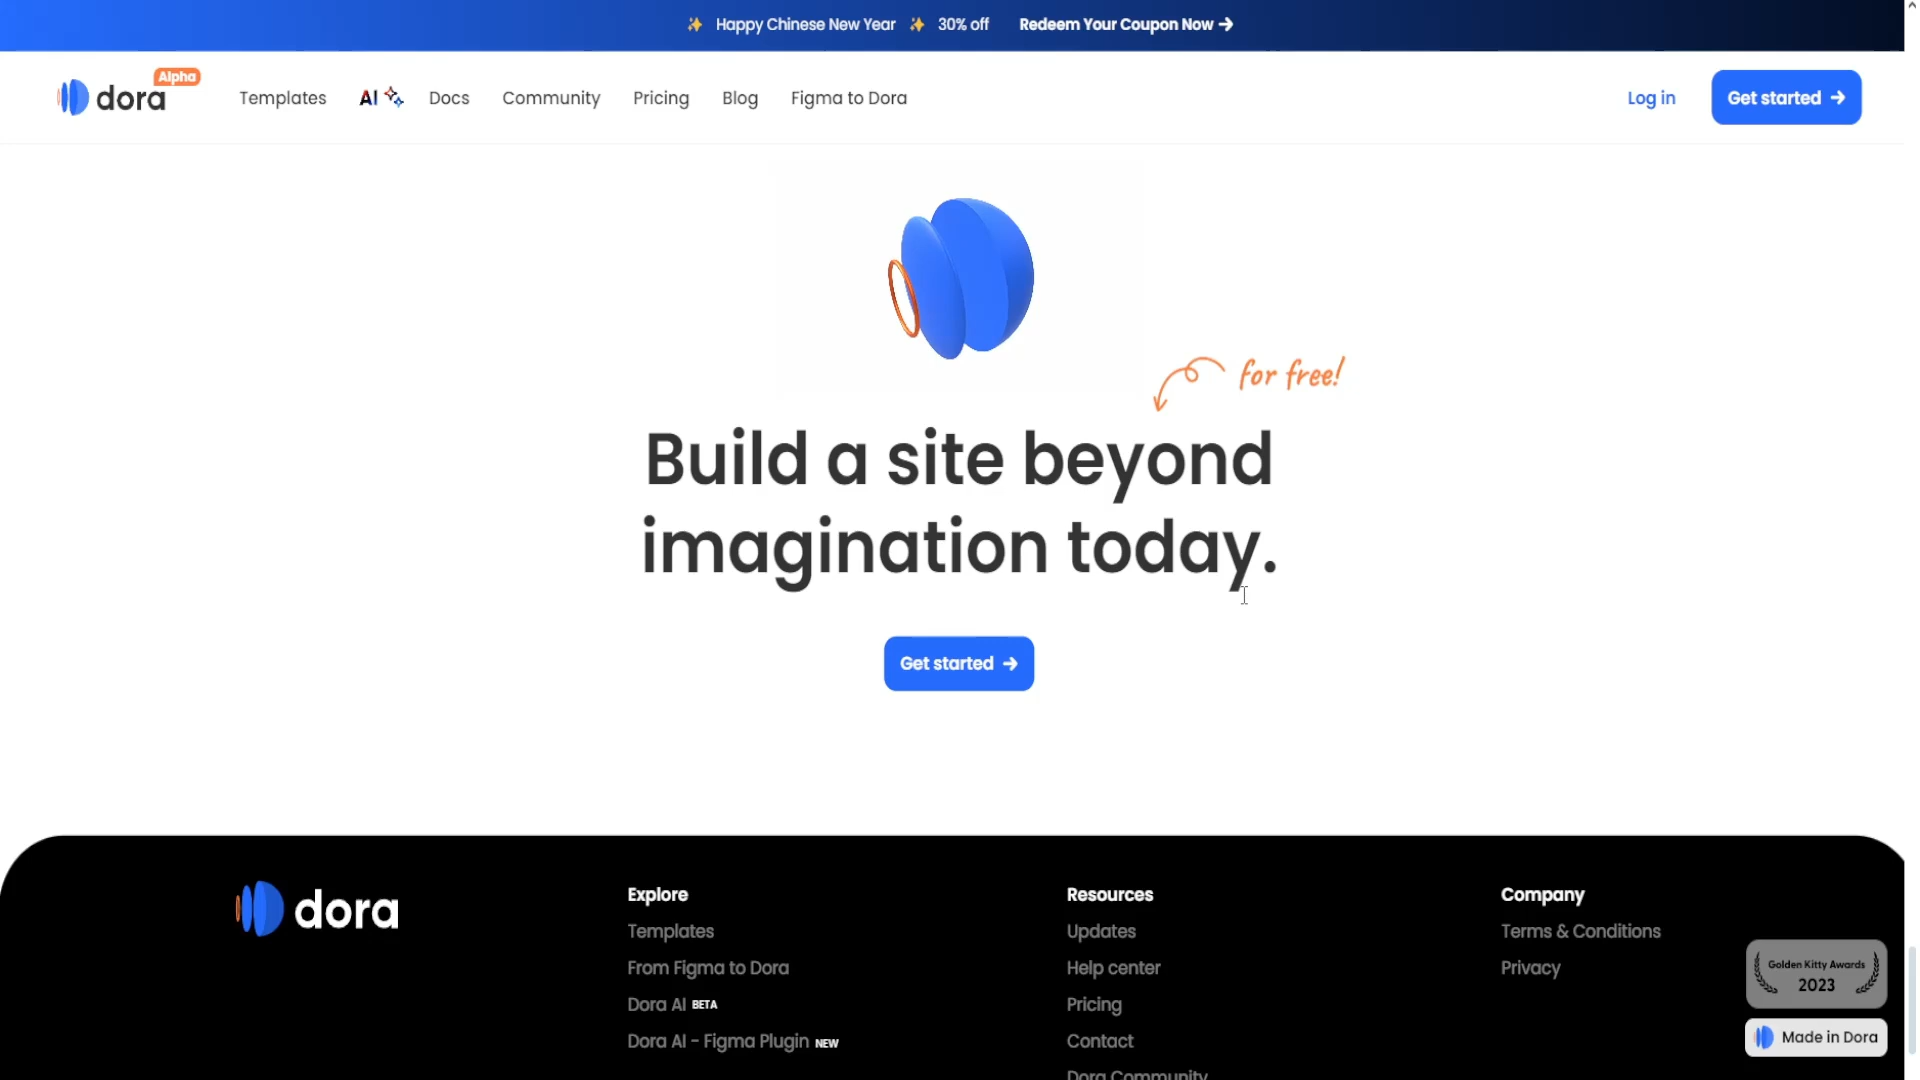 ✨ Happy Chinese New Year ✨ 30% off Redeem Your Coupon Now →
dora Alpha Templates AI Docs Community Pricing Blog Figma to Dora Log in Get started →
for free!
Build a site beyond
imagination today.
Get started →
dora
Explore
Templates
From Figma to Dora
Dora AI BETA
Dora AI - Figma Plugin NEW
Resources
Updates
Help center
Pricing
Contact
Dora Community
Company
Terms & Conditions
Privacy
Golden Kitty Awards
2023
Made in Dora